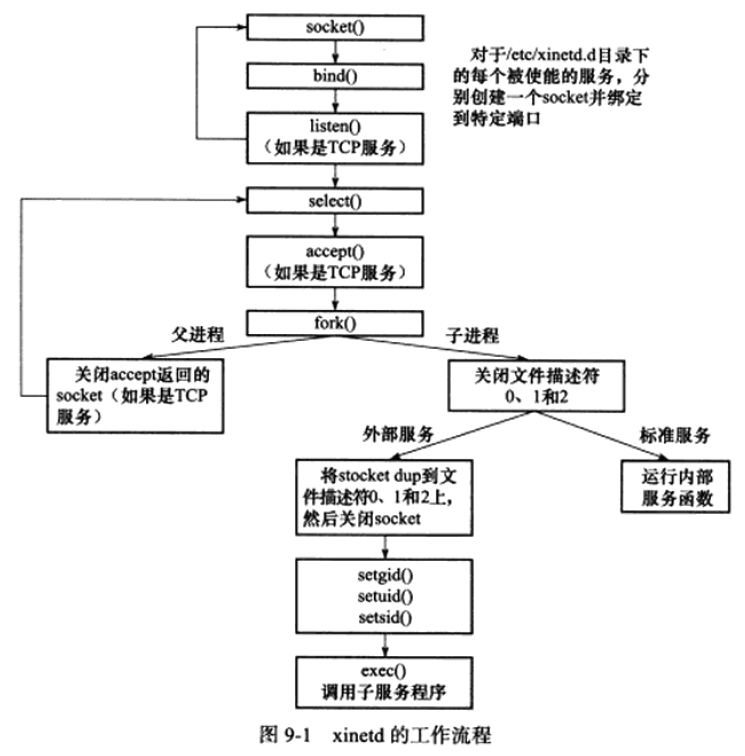 socket()
对于/etc/xinetd.d目录下
的每个被使能的服务，分
别创建一个socket并绑定
到特定端口
bind()
listen()
（如果是TCP服务）
select()
accept()
（如果是TCP服务）
fork()
父进程
子进程
关闭accept返回的
socket（如果是TCP
服务）
关闭文件描述符
0、1和2
外部服务
标准服务
将stocket dup到文
件描述符0、1和2上，
然后关闭socket
运行内部
服务函数
setgid()
setuid()
setsid()
exec()
调用子服务程序
图 9-1 xinetd 的工作流程